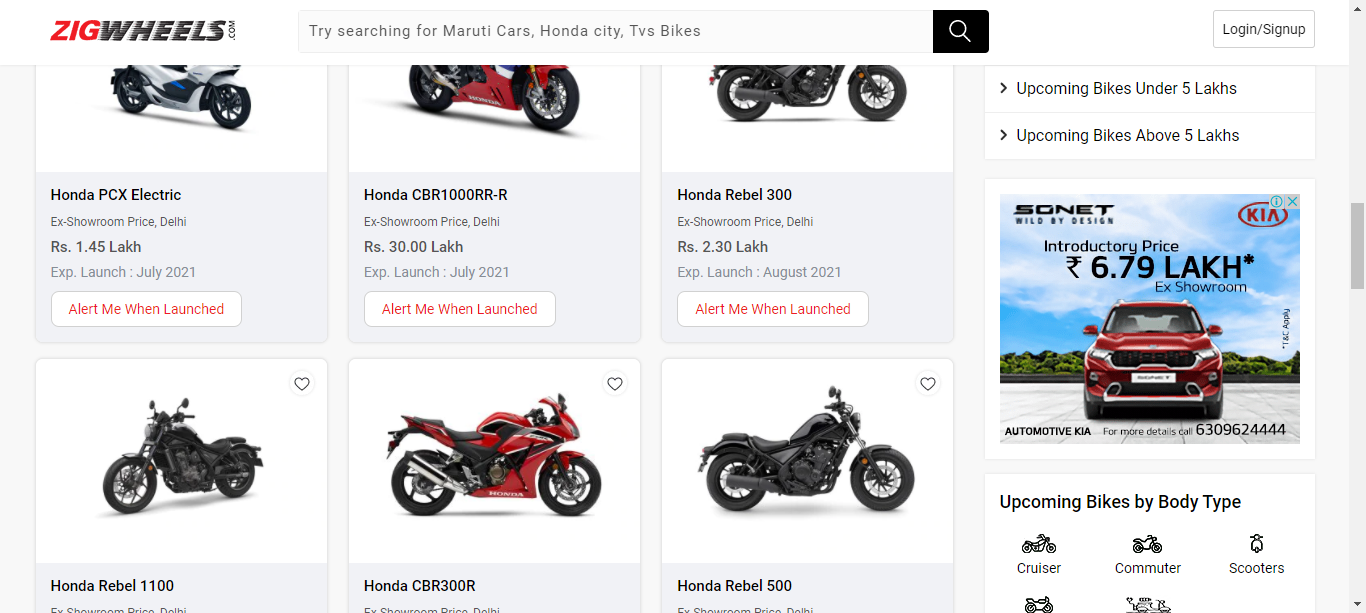 ZIGWHEELS.COM
Try searching for Maruti Cars, Honda city, Tvs Bikes
Login/Signup
HONDA
Honda PCX Electric
Ex-Showroom Price, Delhi
Rs. 1.45 Lakh
Exp. Launch : July 2021
Alert Me When Launched
Honda CBR1000RR-R
Ex-Showroom Price, Delhi
Rs. 30.00 Lakh
Exp. Launch : July 2021
Alert Me When Launched
Honda Rebel 300
Ex-Showroom Price, Delhi
Rs. 2.30 Lakh
Exp. Launch : August 2021
Alert Me When Launched
HONDA
Honda Rebel 1100
Ex-Showroom Price, Delhi
Honda CBR300R
Ex-Showroom Price, Delhi
Honda Rebel 500
Ex-Showroom Price, Delhi
Upcoming Bikes Under 5 Lakhs
Upcoming Bikes Above 5 Lakhs
SONET
WILD BY DESIGN
KIA
Introductory Price
₹ 6.79 LAKH*
Ex Showroom
*T&C Apply
SONET
AUTOMOTIVE KIA For more details call 6309624444
Upcoming Bikes by Body Type
Cruiser
Commuter
Scooters